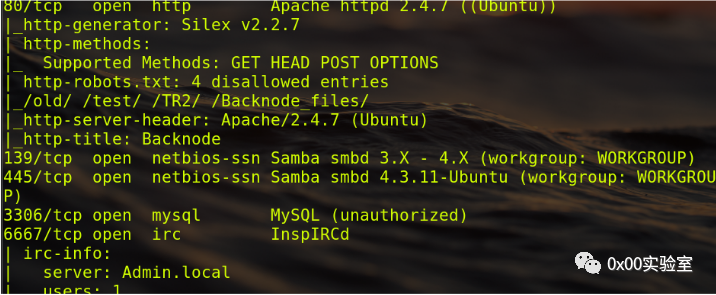 80/tcp   open  http        Apache httpd 2.4.7 ((Ubuntu))
|_http-generator: Silex v2.2.7
| http-methods:
|_  Supported Methods: GET HEAD POST OPTIONS
| http-robots.txt: 4 disallowed entries
|_/old/ /test/ /TR2/ /Backnode_files/
|_http-server-header: Apache/2.4.7 (Ubuntu)
|_http-title: Backnode
139/tcp  open  netbios-ssn Samba smbd 3.X - 4.X (workgroup: WORKGROUP)
445/tcp  open  netbios-ssn Samba smbd 4.3.11-Ubuntu (workgroup: WORKGROU
P)
3306/tcp open  mysql       MySQL (unauthorized)
6667/tcp open  irc         InspIRCd
| irc-info:
|   server: Admin.local
|   users: 1
0x00实验室